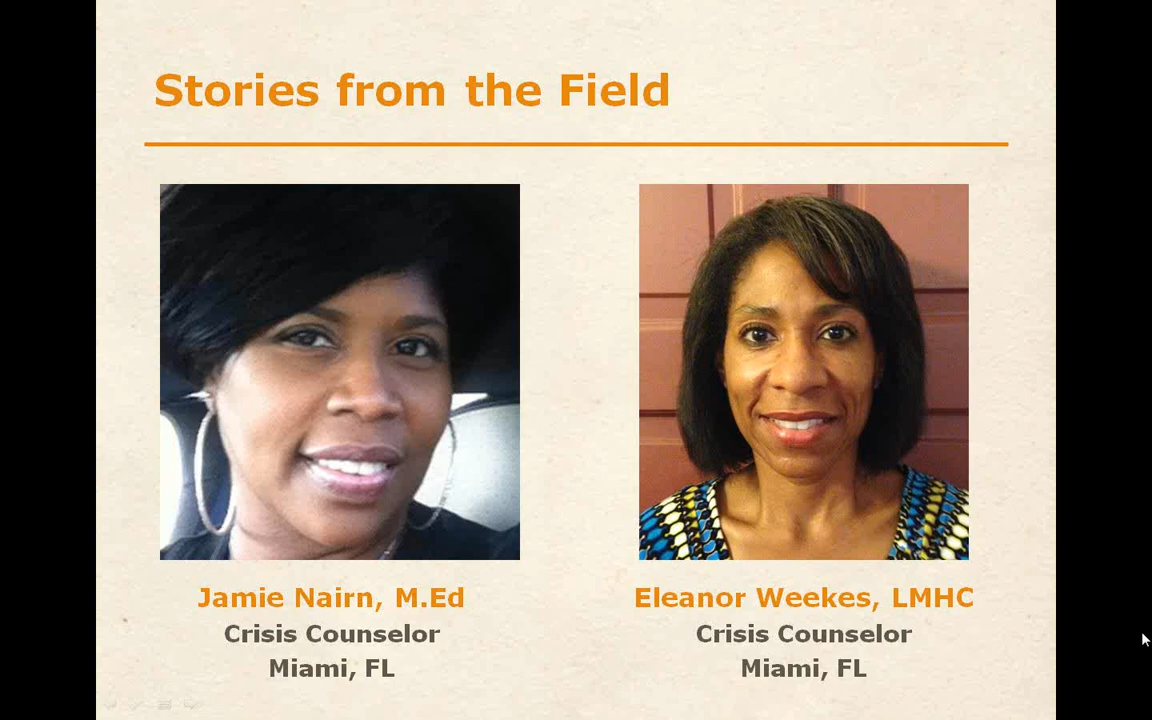 Stories from the Field
Jamie Nairn, M.Ed
Crisis Counselor
Miami, FL
Eleanor Weekes, LMHC
Crisis Counselor
Miami, FL